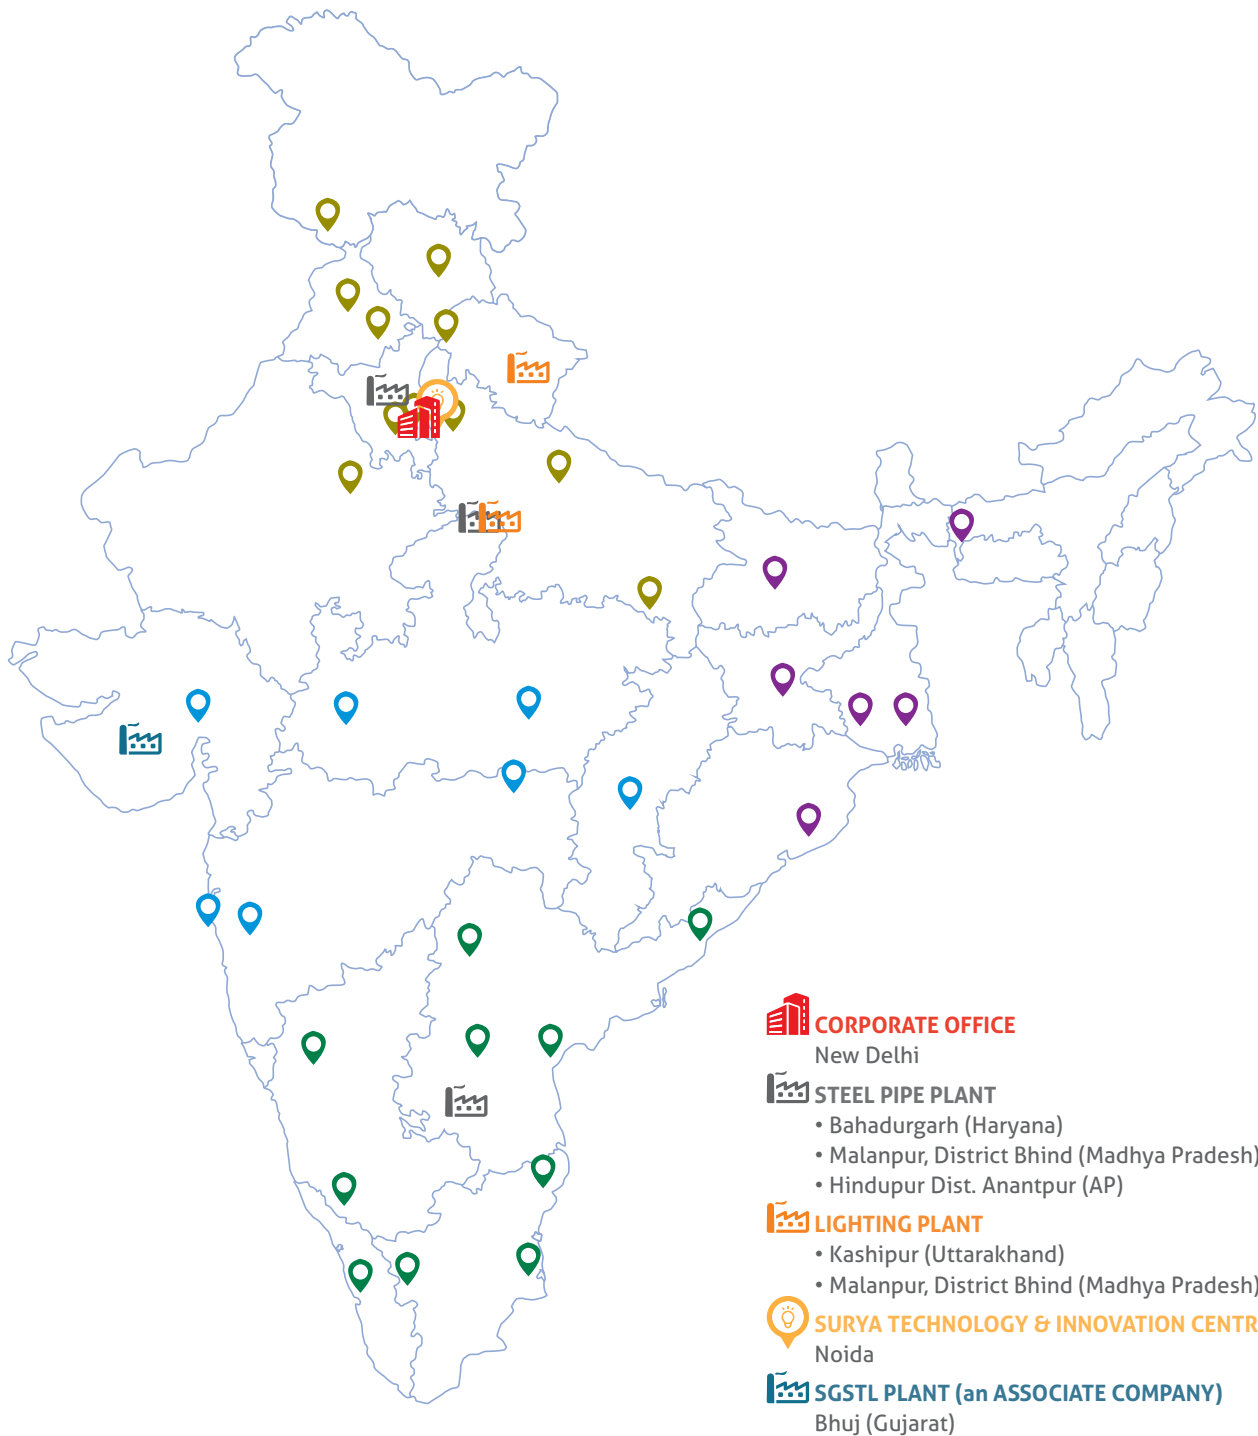 CORPORATE OFFICE
New Delhi
STEEL PIPE PLANT
• Bahadurgarh (Haryana)
• Malanpur, District Bhind (Madhya Pradesh)
• Hindupur Dist. Anantpur (AP)
LIGHTING PLANT
• Kashipur (Uttarakhand)
• Malanpur, District Bhind (Madhya Pradesh)
SURYA TECHNOLOGY & INNOVATION CENTR
Noida
SGSTL PLANT (an ASSOCIATE COMPANY)
Bhuj (Gujarat)